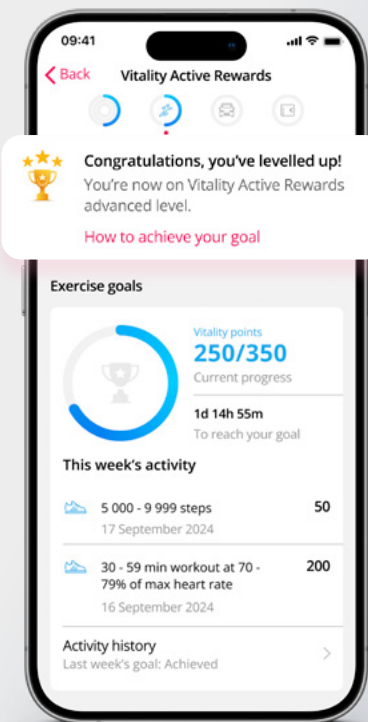 09:41
Back Vitality Active Rewards
Congratulations, you've levelled up!
You're now on Vitality Active Rewards
advanced level.
How to achieve your goal
Exercise goals
Vitality points
250/350
Current progress
1d 14h 55m
To reach your goal
This week's activity
5 000 - 9 999 steps 50
17 September 2024
30 - 59 min workout at 70 - 200
79% of max heart rate
16 September 2024
Activity history
Last week's goal: Achieved